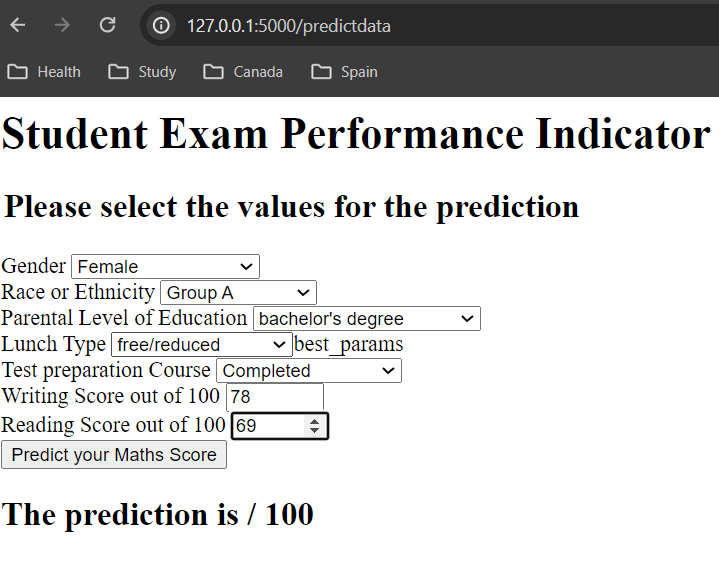 127.0.0.1:5000/predictdata
Health Study Canada Spain
Student Exam Performance Indicator
Please select the values for the prediction
Gender Female
Race or Ethnicity Group A
Parental Level of Education bachelor's degree
Lunch Type free/reduced best_params
Test preparation Course Completed
Writing Score out of 100 78
Reading Score out of 100 69
Predict your Maths Score
The prediction is / 100